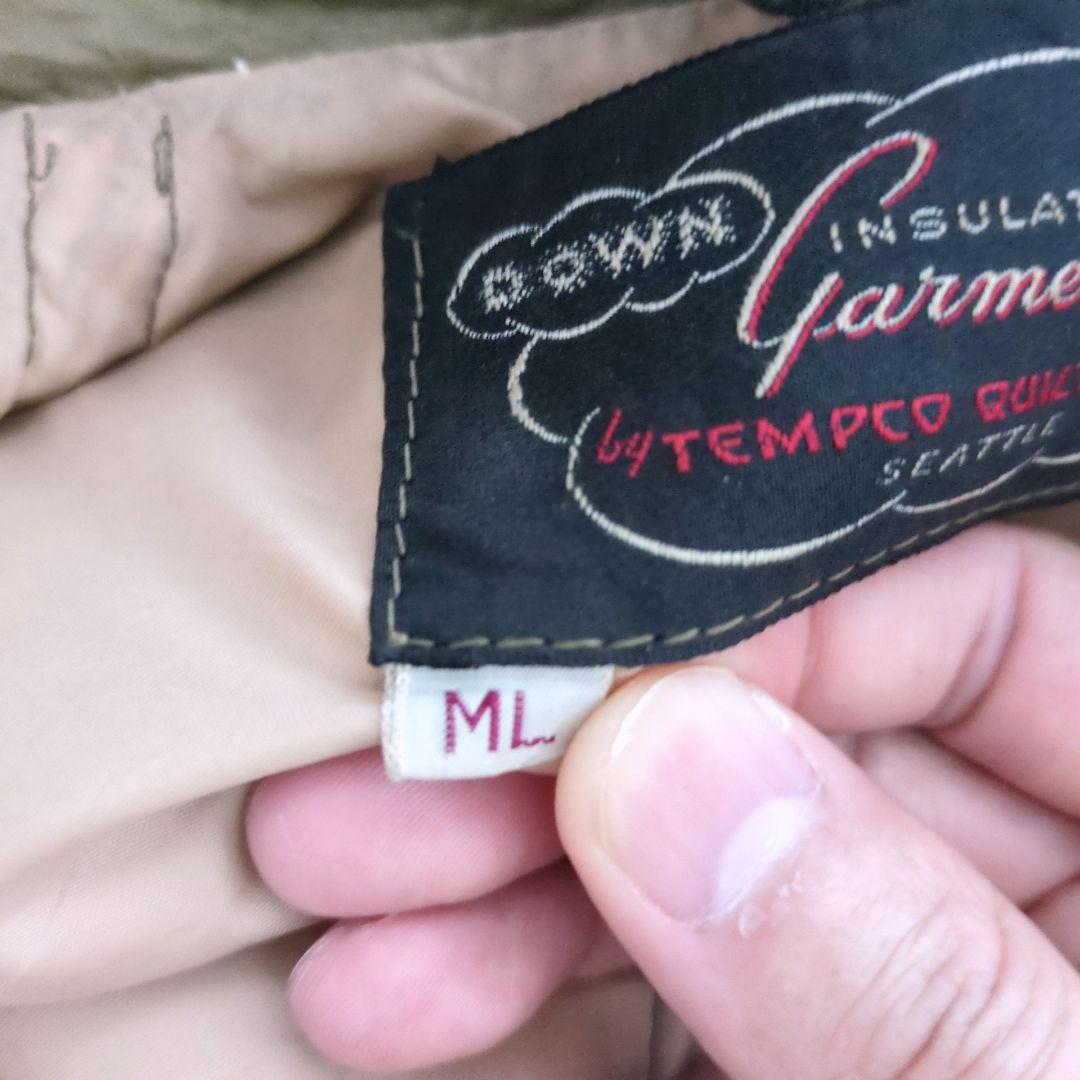 DOWN
INSULAT
Garme
by TEMPCO QUIL
SEATTLE
ML